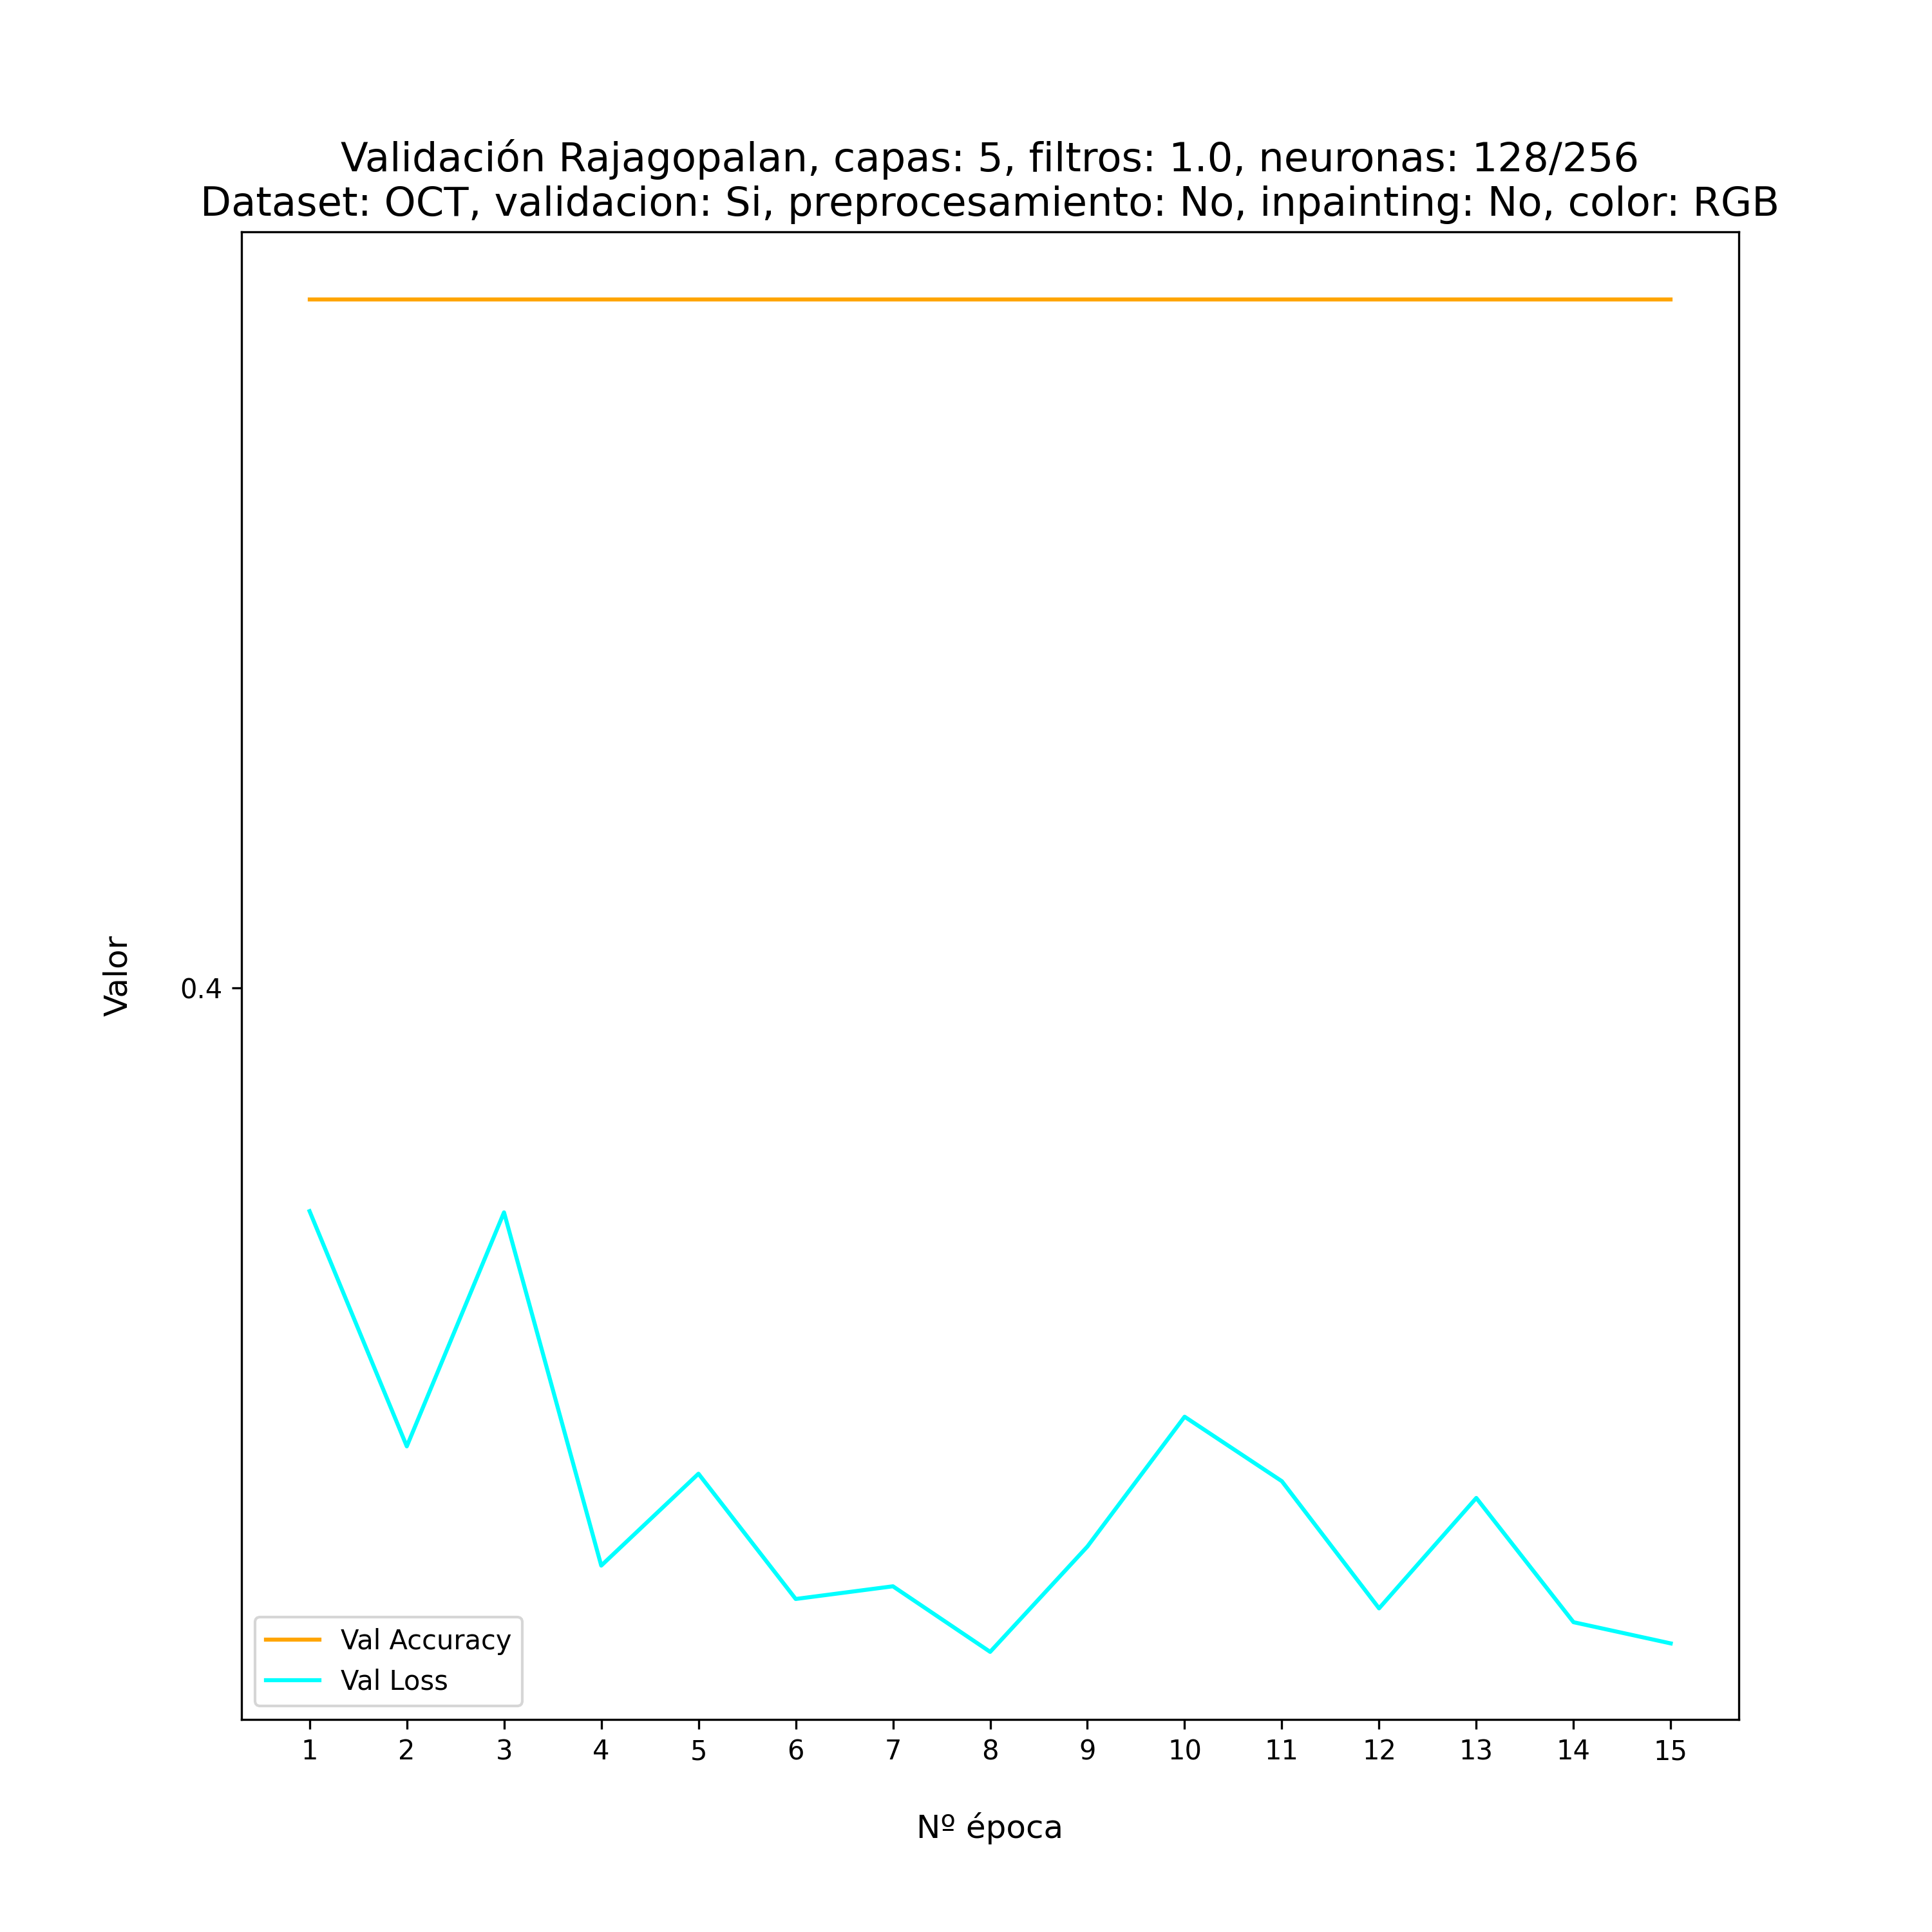 Validación Rajagopalan, capas: 5, filtros: 1.0, neuronas: 128/256
Dataset: OCT, validacion: Si, preprocesamiento: No, inpainting: No, color: RGB
Valor
0.4
Val Accuracy
Val Loss
1 2 3 4 5 6 7 8 9 10 11 12 13 14 15
Nº época